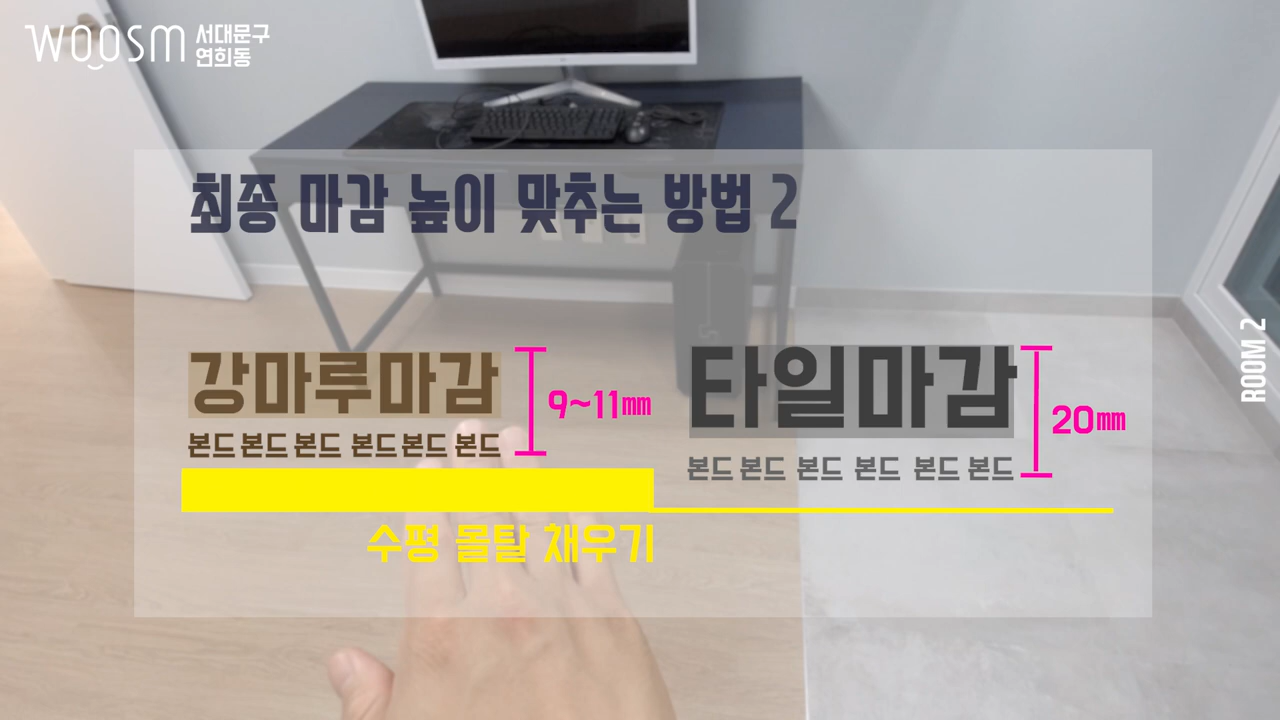 WOOSM 서대문구
연희동
최종 마감 높이 맞추는 방법 2
강마루마감
9~11㎜
본드 본드 본드 본드 본드 본드
타일마감
20㎜
본드 본드 본드 본드 본드 본드
수평 몰탈 채우기
ROOM 2